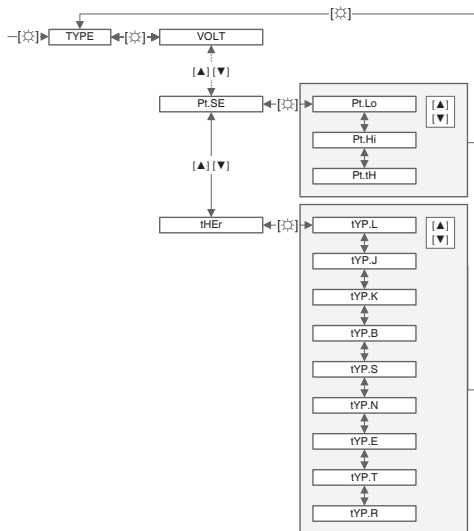 [☼]
[☼] TYPE [☼] VOLT
[▲] [▼]
Pt.SE [☼] Pt.Lo [▲]
[▼]
Pt.Hi
[▲] [▼]
Pt.tH
tHEr [☼] tYP.L [▲]
[▼]
tYP.J
tYP.K
tYP.B
tYP.S
tYP.N
tYP.E
tYP.T
tYP.R